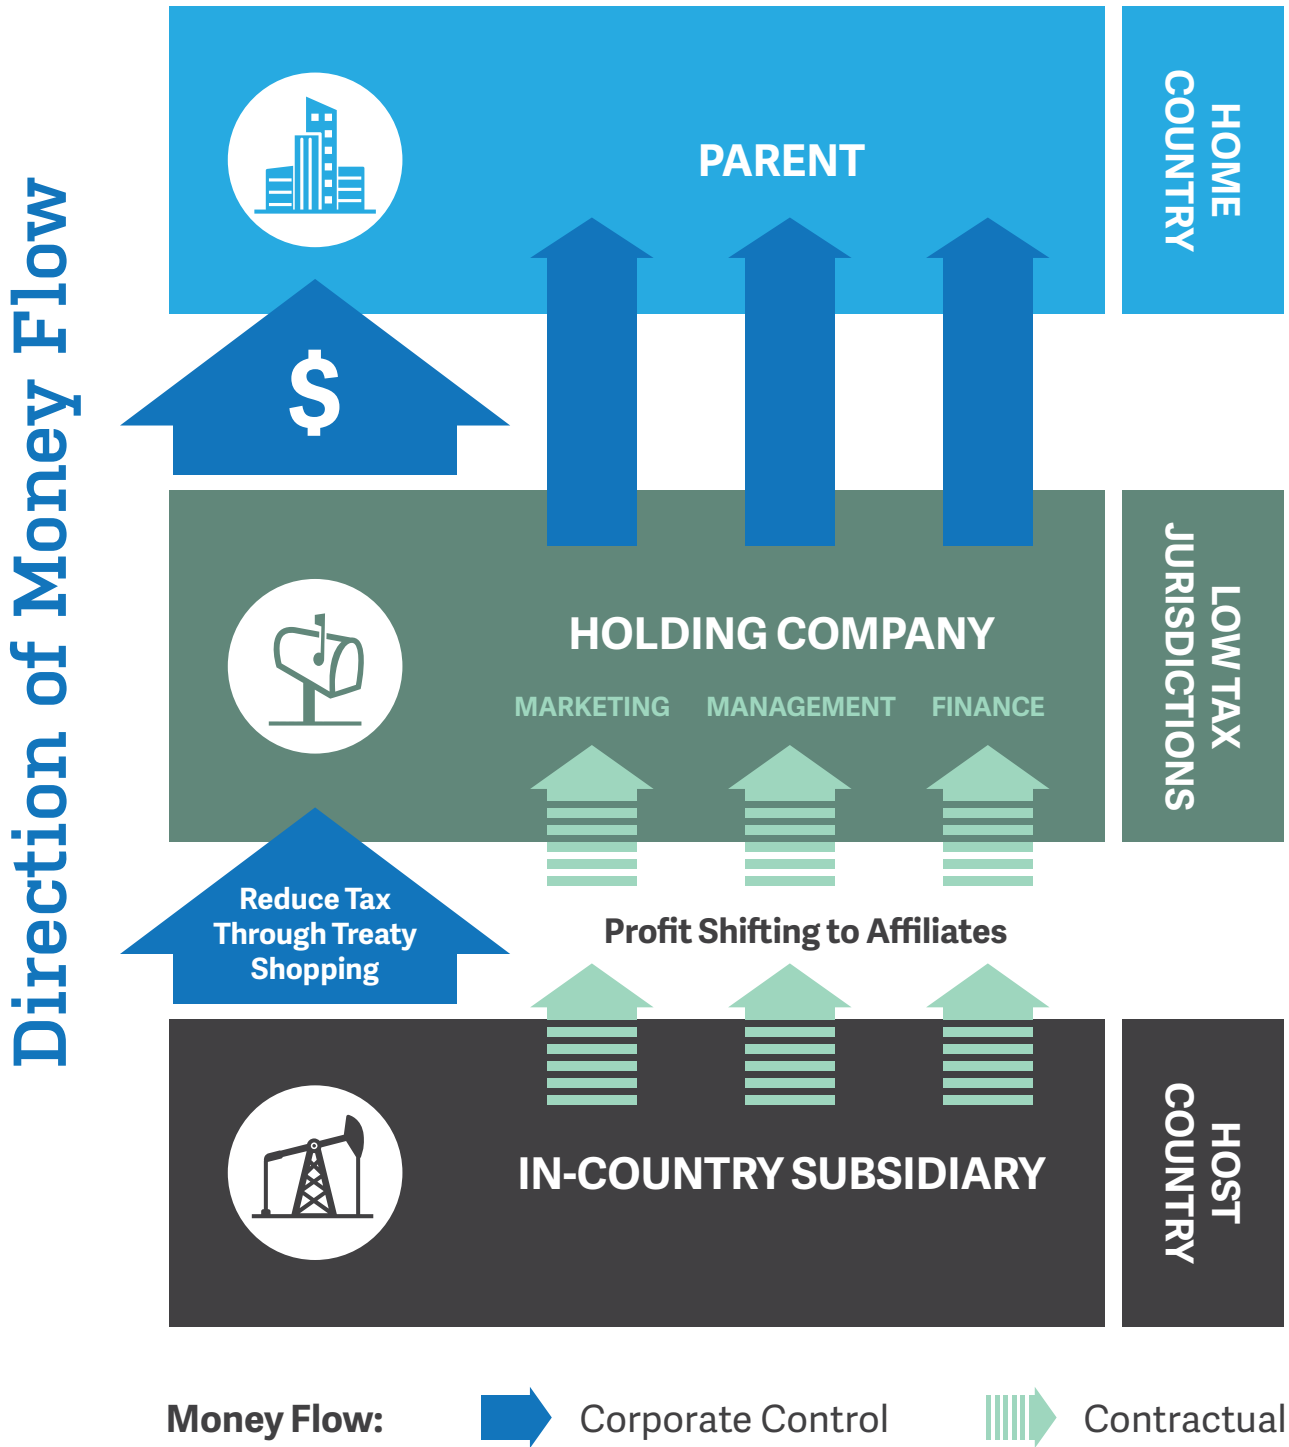 Direction of Money Flow
PARENT
HOME
COUNTRY
$
HOLDING COMPANY
MARKETING MANAGEMENT FINANCE
LOW TAX
JURISDICTIONS
Reduce Tax
Through Treaty
Shopping
Profit Shifting to Affiliates
IN-COUNTRY SUBSIDIARY
HOST
COUNTRY
Money Flow: Corporate Control Contractual